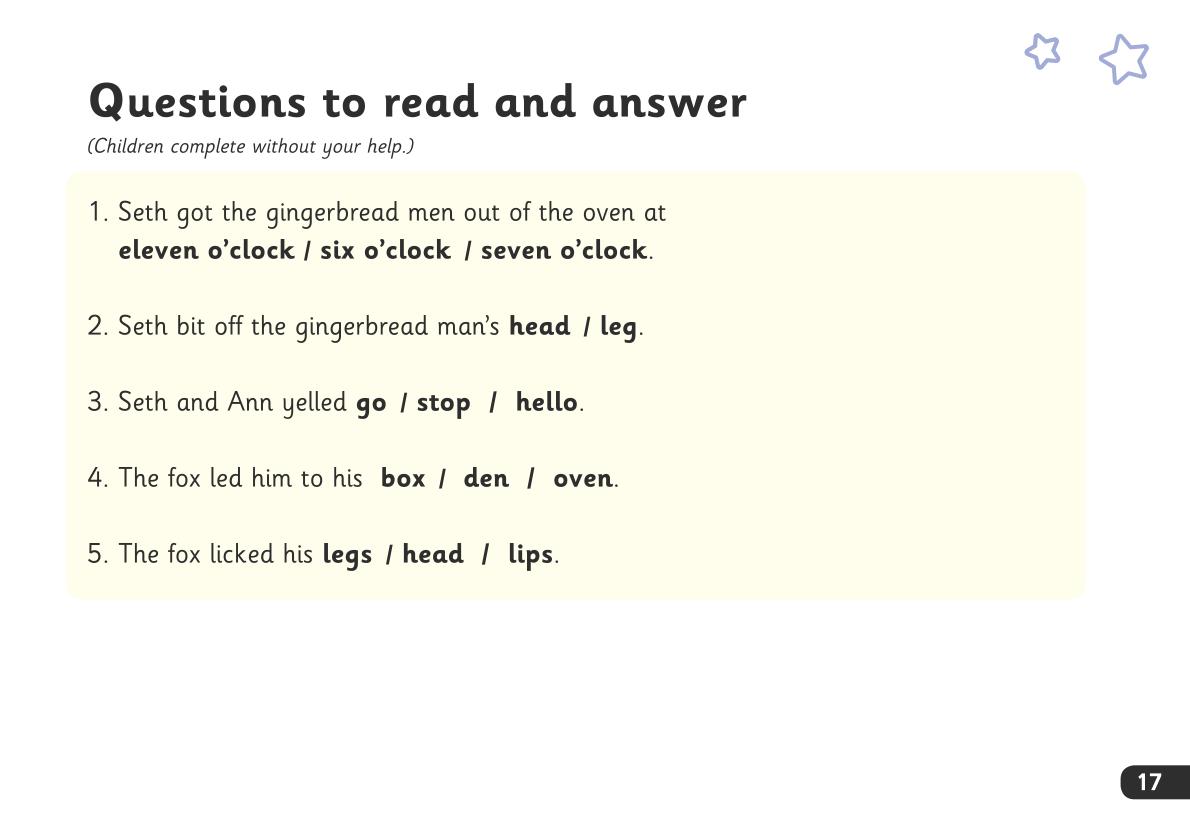 Questions to read and answer
(Children complete without your help.)
1. Seth got the gingerbread men out of the oven at
eleven o’clock / six o’clock / seven o’clock.
2. Seth bit off the gingerbread man’s head / leg.
3. Seth and Ann yelled go / stop / hello.
4. The fox led him to his box / den / oven.
5. The fox licked his legs / head / lips.
17